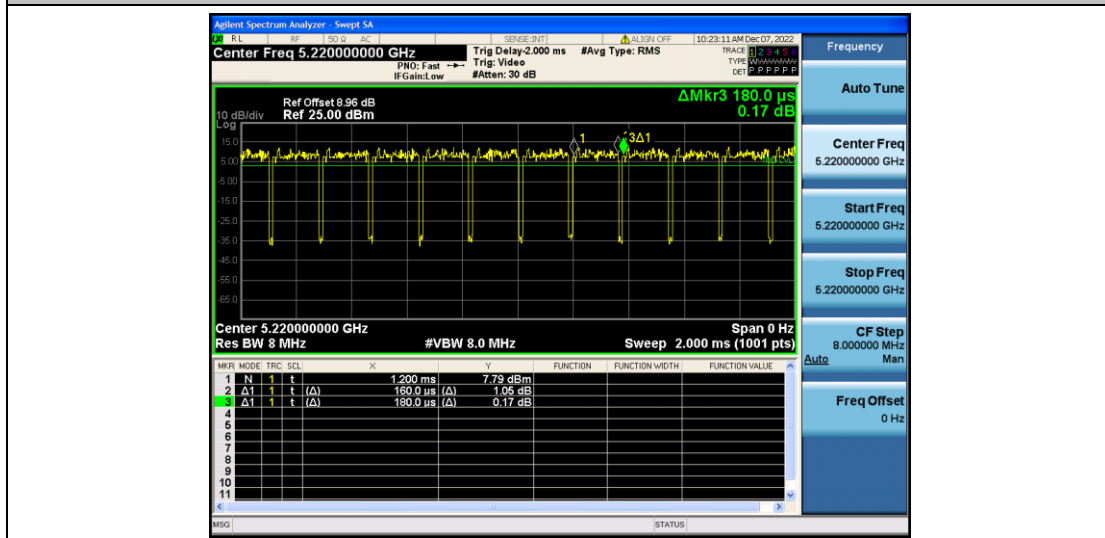 Agilent Spectrum Analyzer - Swept SA
RL RF 50 Ω AC SENSE:INT ALIGN OFF 10:23:11 AM Dec 07, 2022
Center Freq 5.220000000 GHz
PNO: Fast
IFGain:Low
Trig Delay-2.000 ms
Trig: Video
#Atten: 30 dB
#Avg Type: RMS
TRACE 1 2 3 4 5 6
TYPE
DET P P P P P P
Frequency
Auto Tune
Center Freq
5.220000000 GHz
Start Freq
5.220000000 GHz
Stop Freq
5.220000000 GHz
CF Step
8.000000 MHz
Auto Man
Freq Offset
0 Hz
Ref Offset 8.96 dB
10 dB/div Ref 25.00 dBm
Log
ΔMkr3 180.0 µs
0.17 dB
15.0
5.00
-5.00
-15.0
-25.0
-35.0
-45.0
-55.0
-65.0
1
3Δ1
Center 5.220000000 GHz Span 0 Hz
Res BW 8 MHz #VBW 8.0 MHz Sweep 2.000 ms (1001 pts)
MKR MODE TRC SCL X Y FUNCTION FUNCTION WIDTH FUNCTION VALUE
1 N 1 t 1.200 ms 7.79 dBm
2 Δ1 1 t (Δ) 160.0 µs (Δ) 1.05 dB
3 Δ1 1 t (Δ) 180.0 µs (Δ) 0.17 dB
4
5
6
7
8
9
10
11
MSG STATUS